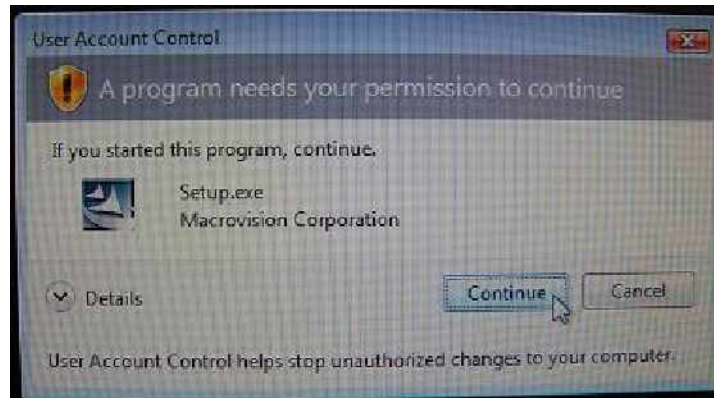 User Account Control
A program needs your permission to continue
If you started this program, continue.
Setup.exe
Macrovision Corporation
Details
Continue
Cancel
User Account Control helps stop unauthorized changes to your computer.